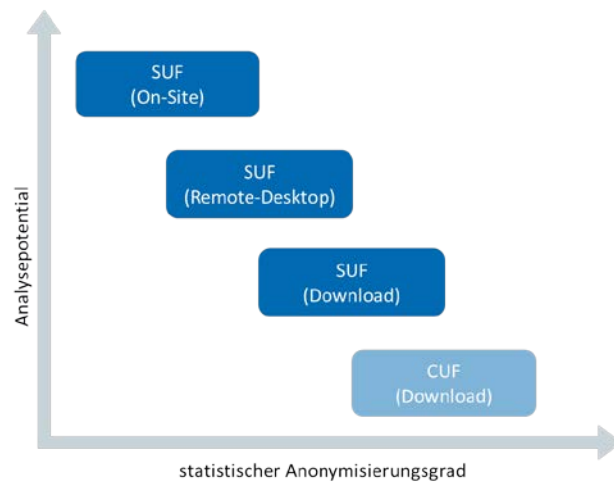 SUF
(On-Site)
SUF
(Remote-Desktop)
SUF
(Download)
CUF
(Download)
Analysepotential
statistischer Anonymisierungsgrad